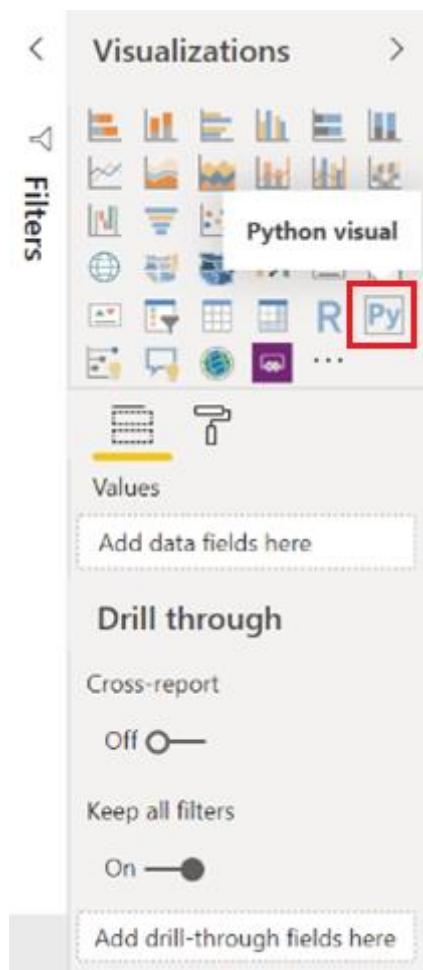 Visualizations
Filters
Python visual
R
Py
...
Values
Add data fields here
Drill through
Cross-report
Off
Keep all filters
On
Add drill-through fields here